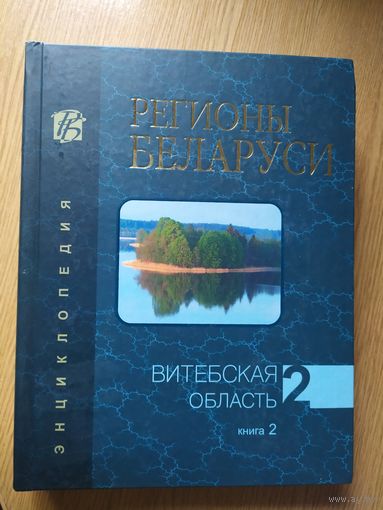 РЕГИОНЫ
БЕЛАРУСИ
ЭНЦИКЛОПЕДИЯ
ВИТЕБСКАЯ
ОБЛАСТЬ
2
книга 2